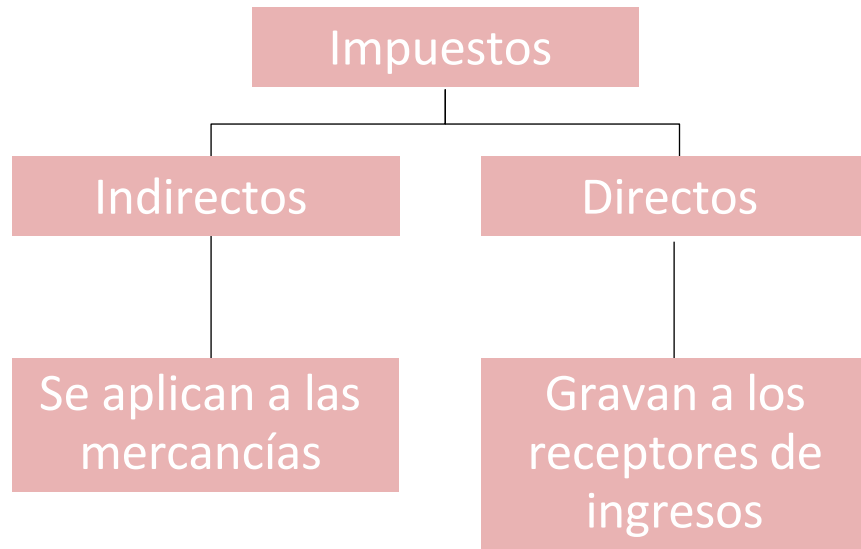 Impuestos
Indirectos
Directos
Se aplican a las
mercancías
Gravan a los
receptores de
ingresos